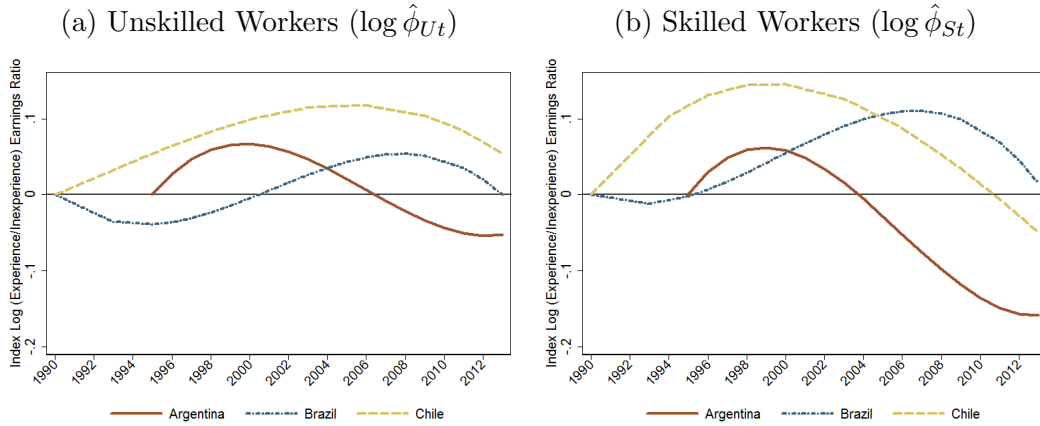 (a) Unskilled Workers (log φ̂Ut)
Index Log (Experience/Inexperience) Earnings Ratio
.1
0
-.1
-.2
1990 1992 1994 1996 1998 2000 2002 2004 2006 2008 2010 2012
Argentina Brazil Chile
(b) Skilled Workers (log φ̂St)
Index Log (Experience/Inexperience) Earnings Ratio
.1
0
-.1
-.2
1990 1992 1994 1996 1998 2000 2002 2004 2006 2008 2010 2012
Argentina Brazil Chile